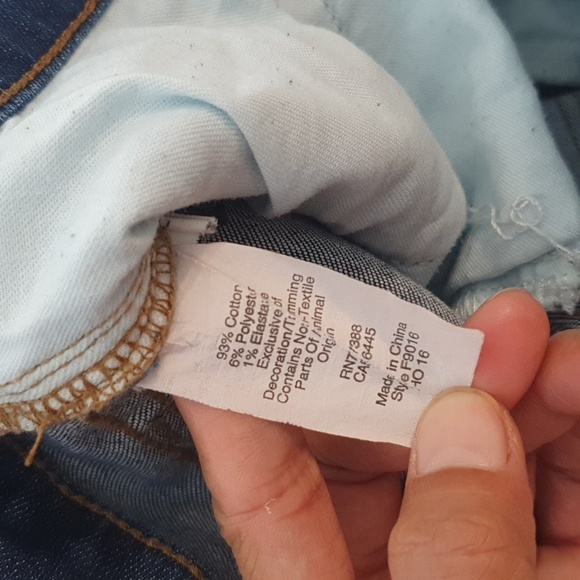 93% Cotton
6% Polyester
1% Elastane
Exclusive of
Decoration/Trimming
Contains Non-Textile
Parts Of Animal
Origin
RN77388
CA16445
Made in China
Style F9016
HO 16